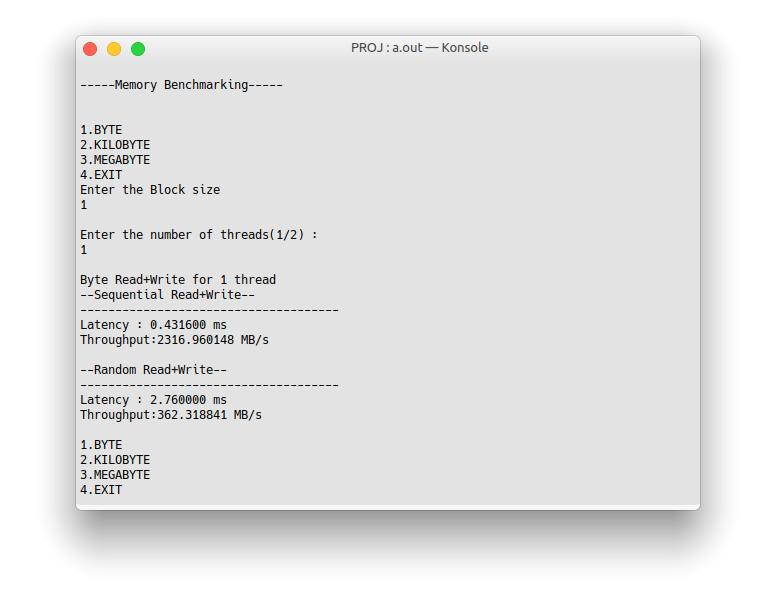 PROJ : a.out — Konsole
-----Memory Benchmarking-----
1.BYTE
2.KILOBYTE
3.MEGABYTE
4.EXIT
Enter the Block size
1
Enter the number of threads(1/2) :
1
Byte Read+Write for 1 thread
--Sequential Read+Write--
-------------------------------------
Latency : 0.431600 ms
Throughput:2316.960148 MB/s
--Random Read+Write--
-------------------------------------
Latency : 2.760000 ms
Throughput:362.318841 MB/s
1.BYTE
2.KILOBYTE
3.MEGABYTE
4.EXIT